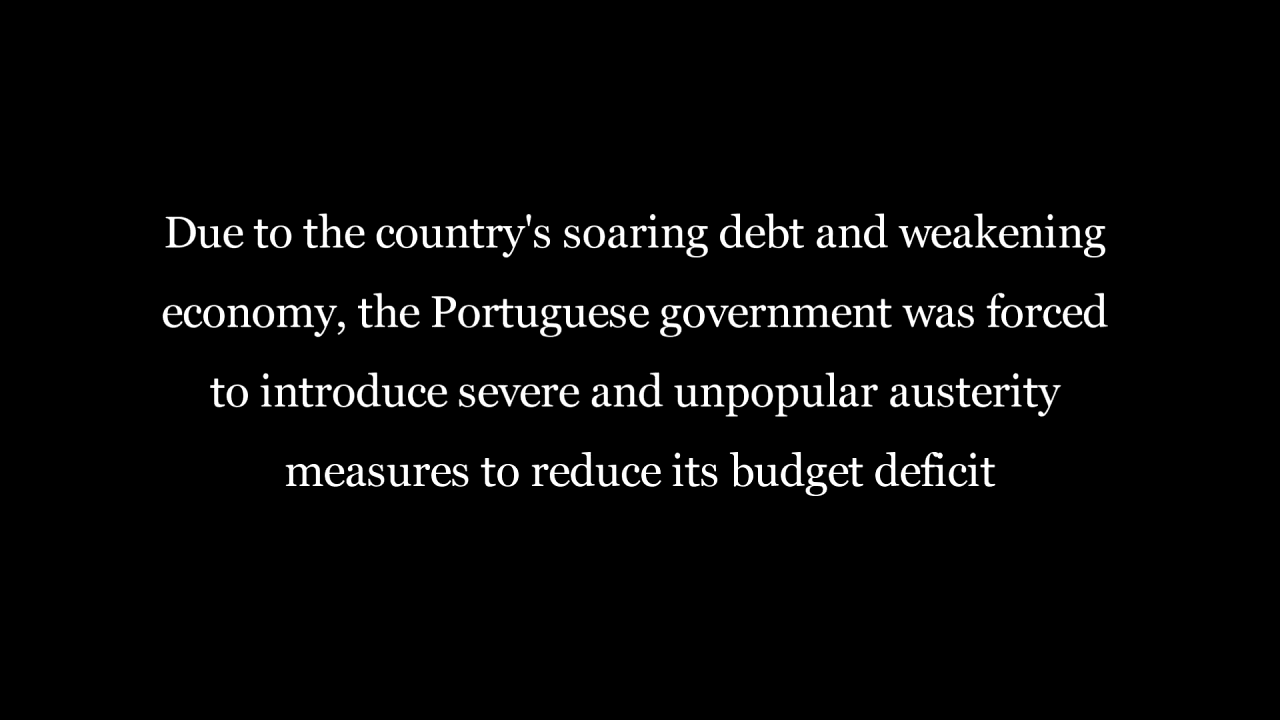 Due to the country's soaring debt and weakening
economy, the Portuguese government was forced
to introduce severe and unpopular austerity
measures to reduce its budget deficit